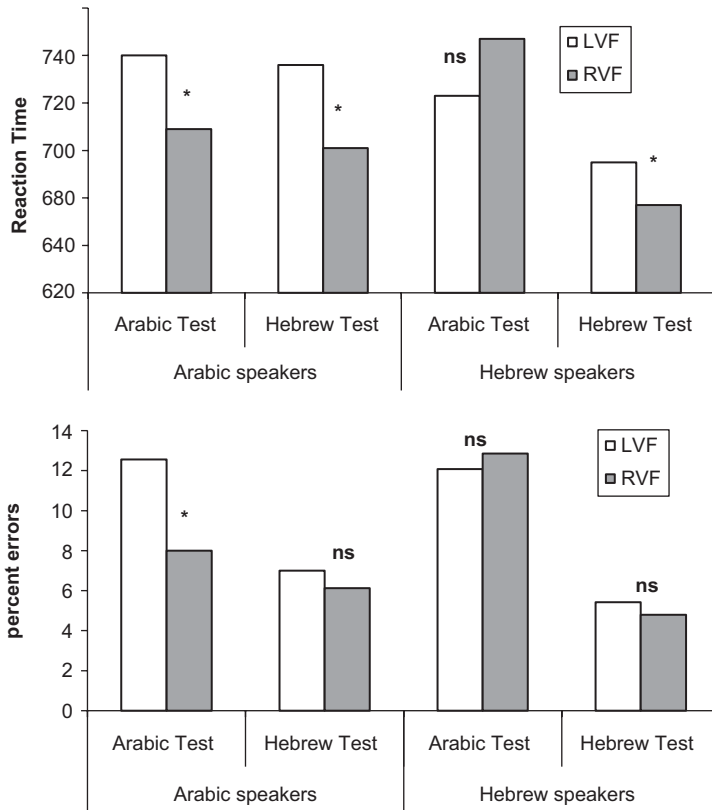 Reaction Time
740
720
700
680
640
620
*
*
ns
*
LVF
RVF
Arabic Test
Hebrew Test
Arabic Test
Hebrew Test
Arabic speakers
Hebrew speakers
percent errors
14
12
10
8
6
4
2
0
*
ns
ns
ns
LVF
RVF
Arabic Test
Hebrew Test
Arabic Test
Hebrew Test
Arabic speakers
Hebrew speakers